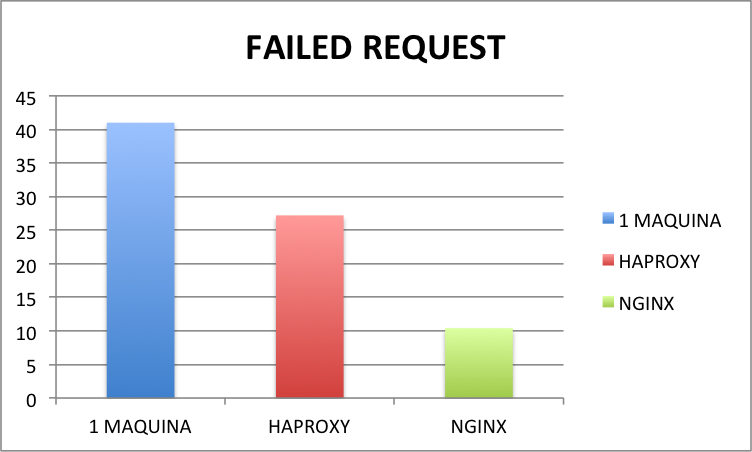 FAILED REQUEST
45
40
35
30
25
20
15
10
5
0
1 MAQUINA HAPROXY NGINX
1 MAQUINA
HAPROXY
NGINX